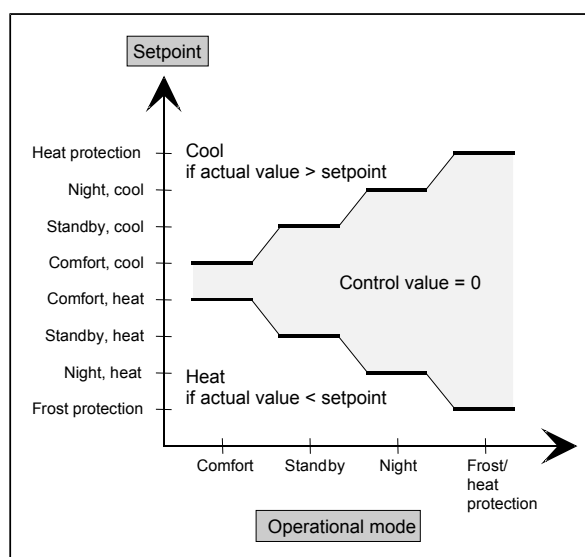 Setpoint
Heat protection
Cool
if actual value > setpoint
Night, cool
Standby, cool
Comfort, cool
Control value = 0
Comfort, heat
Standby, heat
Night, heat
Heat
if actual value < setpoint
Frost protection
Comfort
Standby
Night
Frost/
heat
protection
Operational mode